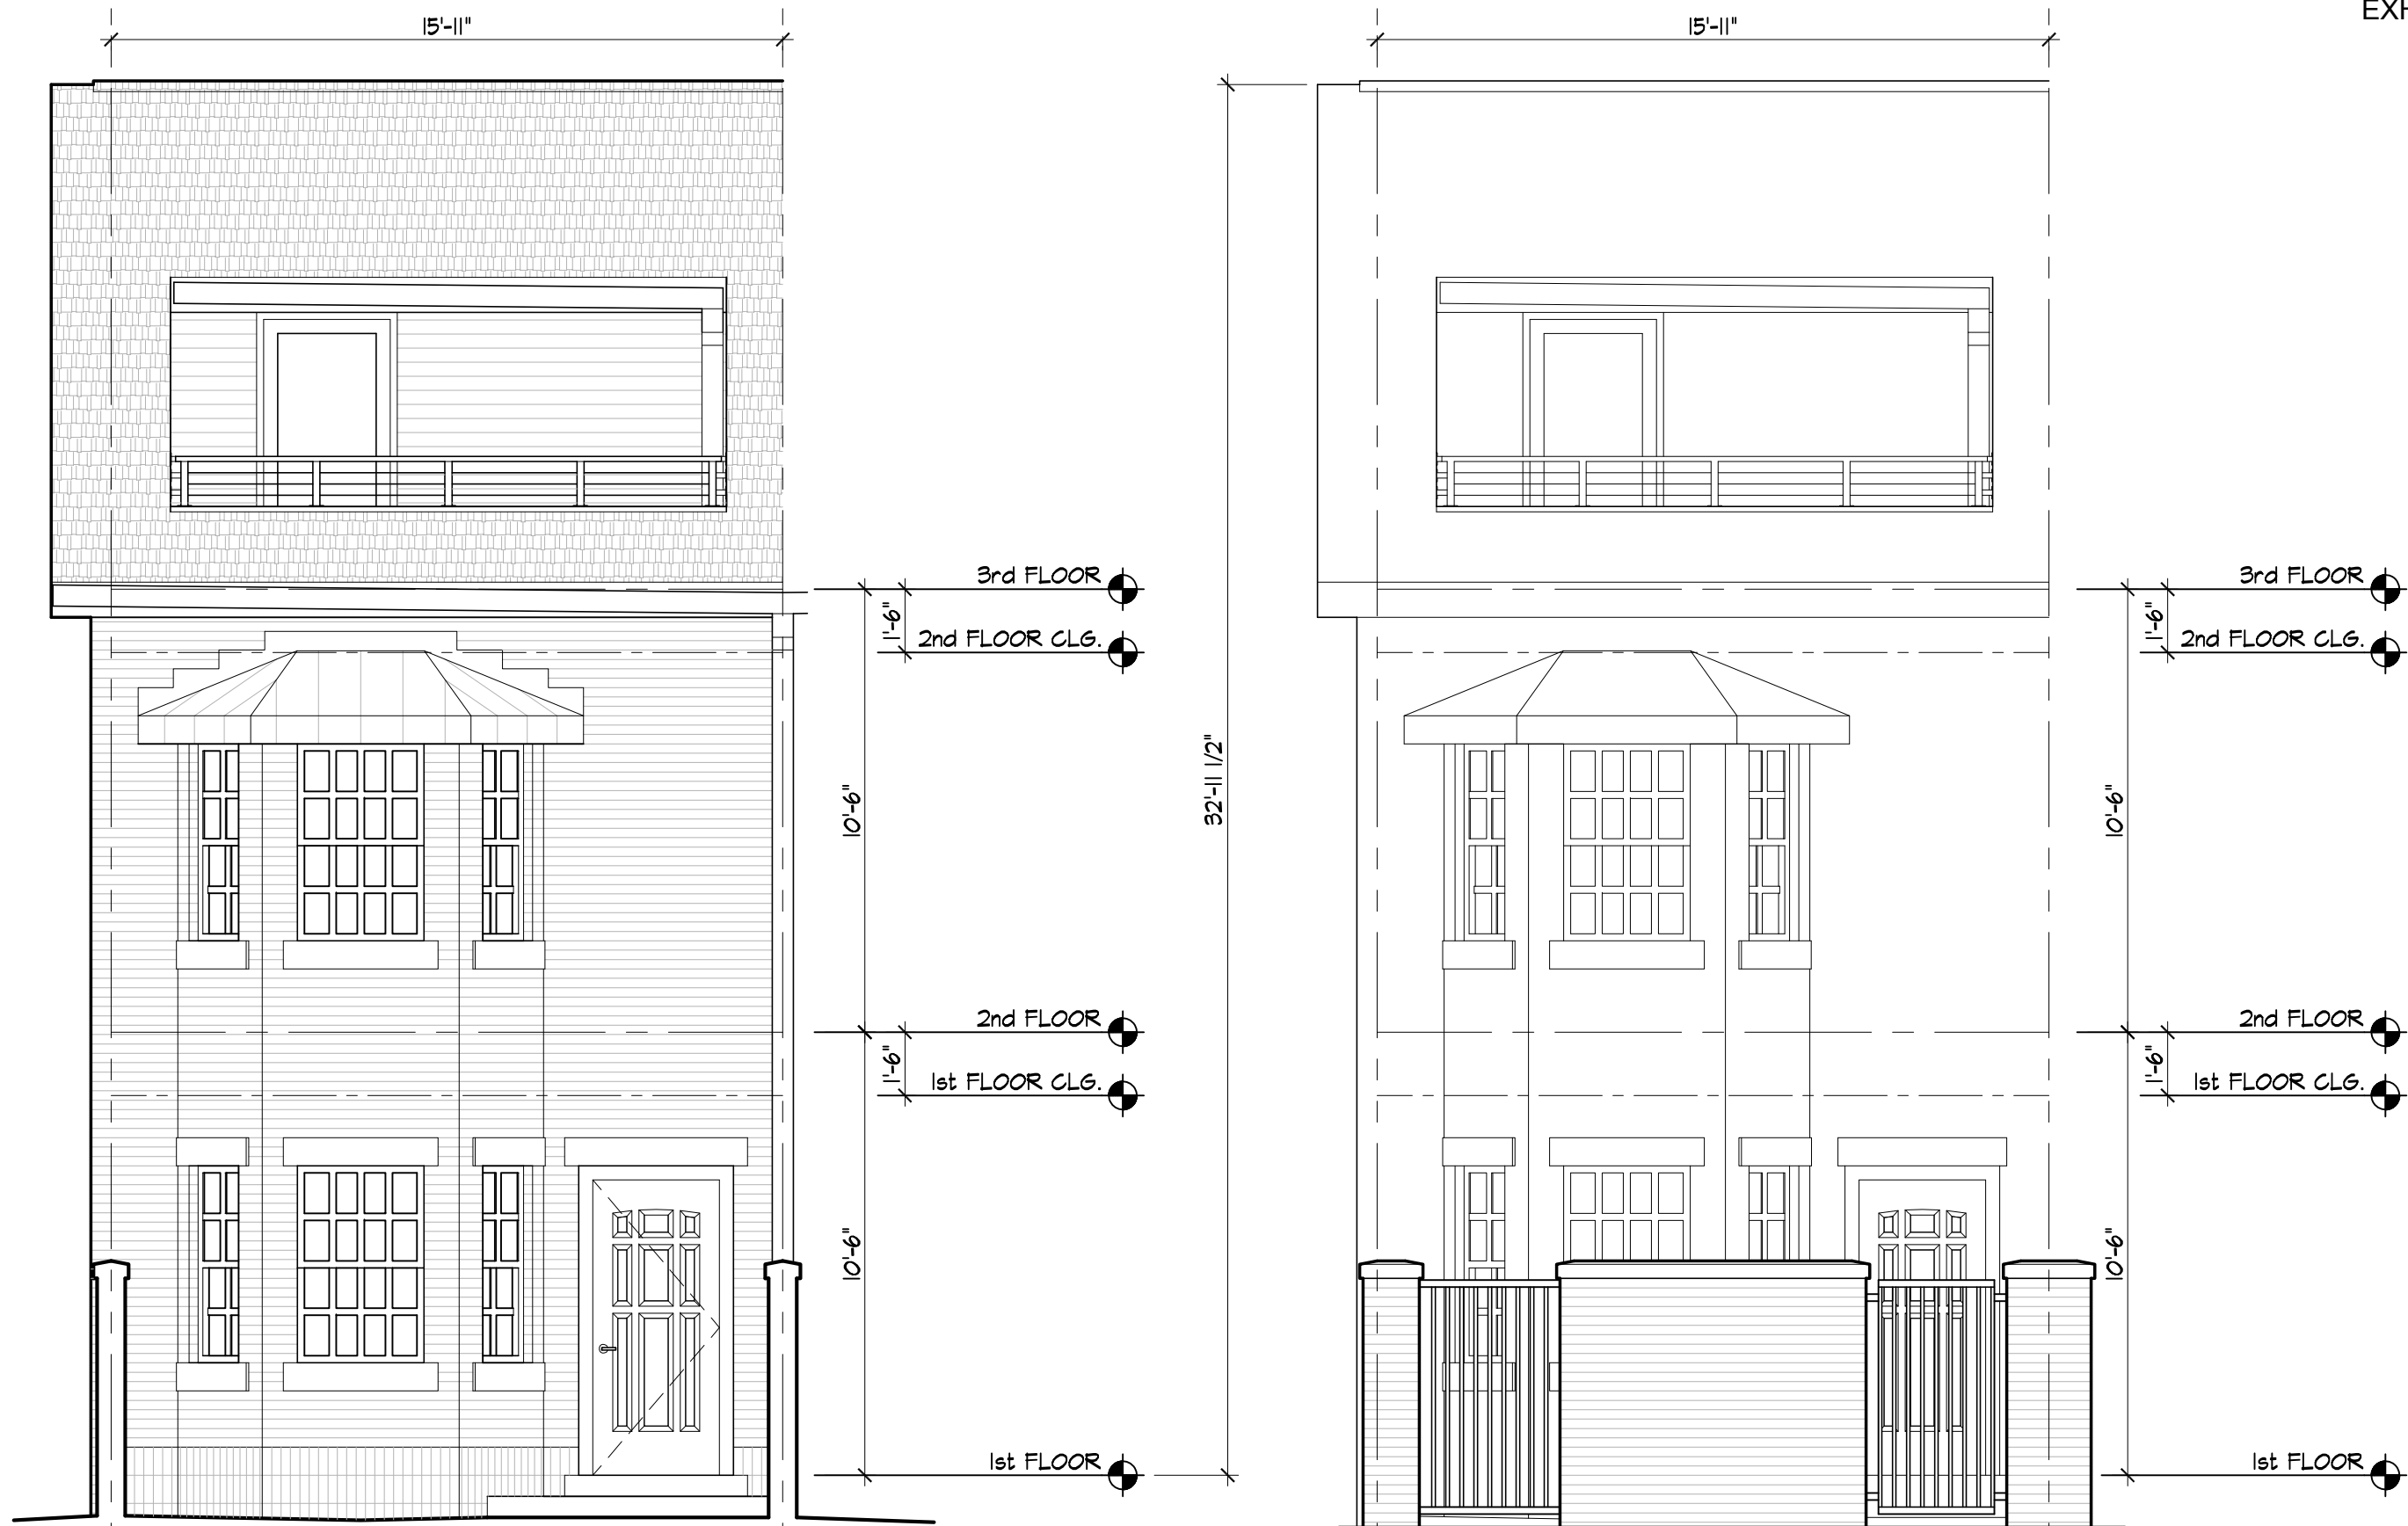 15'-11"
15'-11"
3rd FLOOR
1'-6"
2nd FLOOR CLG.
10'-6"
2nd FLOOR
1'-6"
1st FLOOR CLG.
10'-6"
1st FLOOR
32'-11 1/2"
3rd FLOOR
1'-6"
2nd FLOOR CLG.
10'-6"
2nd FLOOR
1'-6"
1st FLOOR CLG.
10'-6"
1st FLOOR